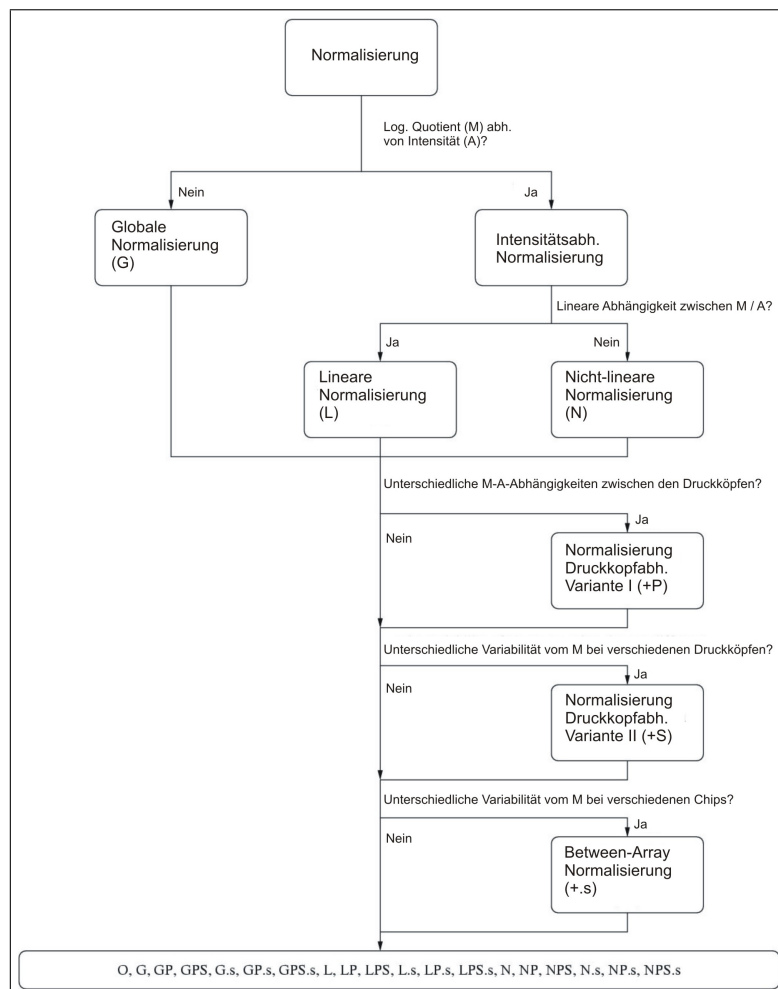 Normalisierung
Log. Quotient (M) abh.
von Intensität (A)?
Nein
Ja
Globale
Normalisierung
(G)
Intensitätsabh.
Normalisierung
Lineare Abhängigkeit zwischen M / A?
Ja
Nein
Lineare
Normalisierung
(L)
Nicht-lineare
Normalisierung
(N)
Unterschiedliche M-A-Abhängigkeiten zwischen den Druckköpfen?
Ja
Nein
Normalisierung
Druckkopfabh.
Variante I (+P)
Unterschiedliche Variabilität vom M bei verschiedenen Druckköpfen?
Ja
Nein
Normalisierung
Druckkopfabh.
Variante II (+S)
Unterschiedliche Variabilität vom M bei verschiedenen Chips?
Ja
Nein
Between-Array
Normalisierung
(+.s)
O, G, GP, GPS, G.s, GP.s, GPS.s, L, LP, LPS, L.s, LP.s, LPS.s, N, NP, NPS, N.s, NP.s, NPS.s